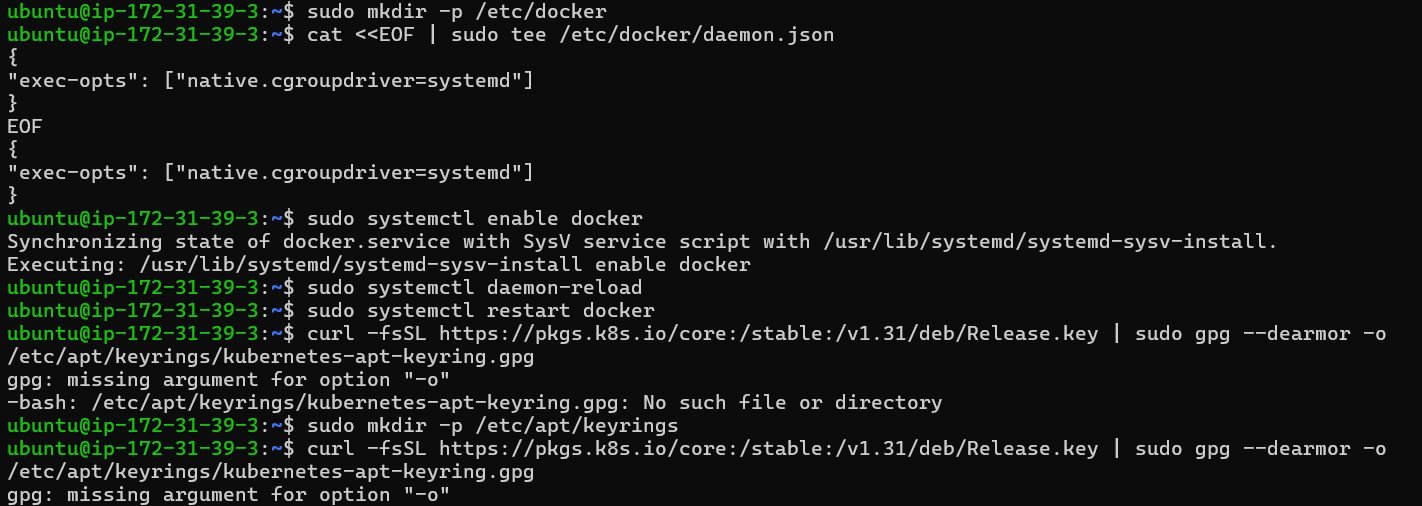 ubuntu@ip-172-31-39-3:~$ sudo mkdir -p /etc/docker
ubuntu@ip-172-31-39-3:~$ cat <<EOF | sudo tee /etc/docker/daemon.json
{
"exec-opts": ["native.cgroupdriver=systemd"]
}
EOF
{
"exec-opts": ["native.cgroupdriver=systemd"]
}
ubuntu@ip-172-31-39-3:~$ sudo systemctl enable docker
Synchronizing state of docker.service with SysV service script with /usr/lib/systemd/systemd-sysv-install.
Executing: /usr/lib/systemd/systemd-sysv-install enable docker
ubuntu@ip-172-31-39-3:~$ sudo systemctl daemon-reload
ubuntu@ip-172-31-39-3:~$ sudo systemctl restart docker
ubuntu@ip-172-31-39-3:~$ curl -fsSL https://pkgs.k8s.io/core:/stable:/v1.31/deb/Release.key | sudo gpg --dearmor -o
/etc/apt/keyrings/kubernetes-apt-keyring.gpg
gpg: missing argument for option "-o"
-bash: /etc/apt/keyrings/kubernetes-apt-keyring.gpg: No such file or directory
ubuntu@ip-172-31-39-3:~$ sudo mkdir -p /etc/apt/keyrings
ubuntu@ip-172-31-39-3:~$ curl -fsSL https://pkgs.k8s.io/core:/stable:/v1.31/deb/Release.key | sudo gpg --dearmor -o
/etc/apt/keyrings/kubernetes-apt-keyring.gpg
gpg: missing argument for option "-o"